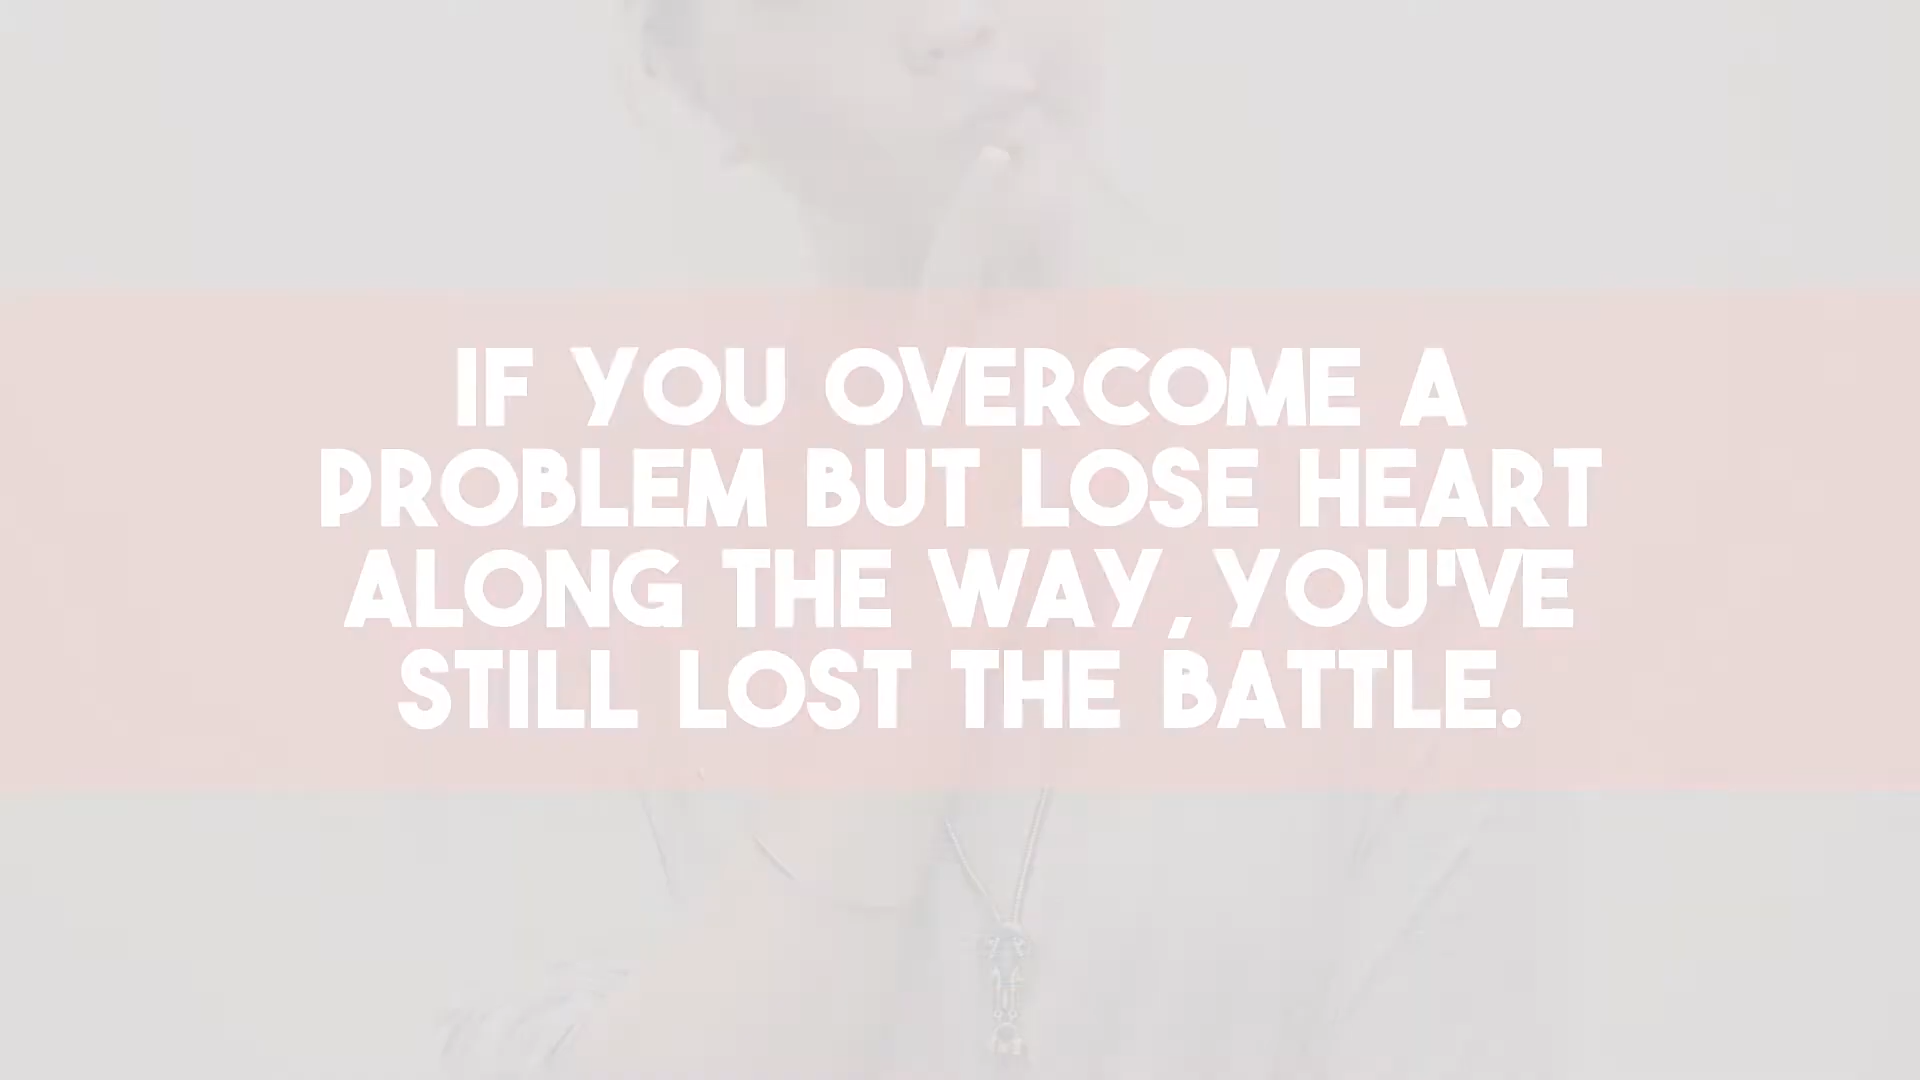 IF YOU OVERCOME A
PROBLEM BUT LOSE HEART
ALONG THE WAY, YOU'VE
STILL LOST THE BATTLE.